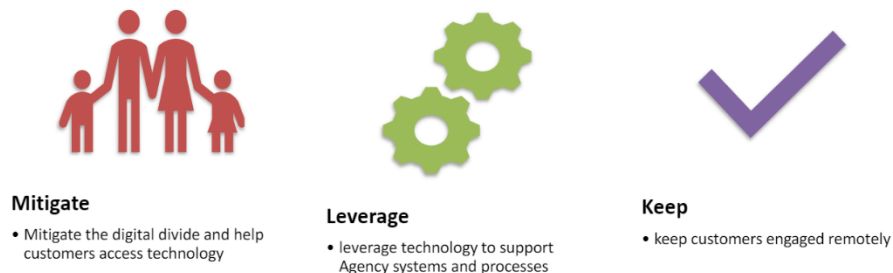 Mitigate
• Mitigate the digital divide and help
customers access technology
Leverage
• leverage technology to support
Agency systems and processes
Keep
• keep customers engaged remotely